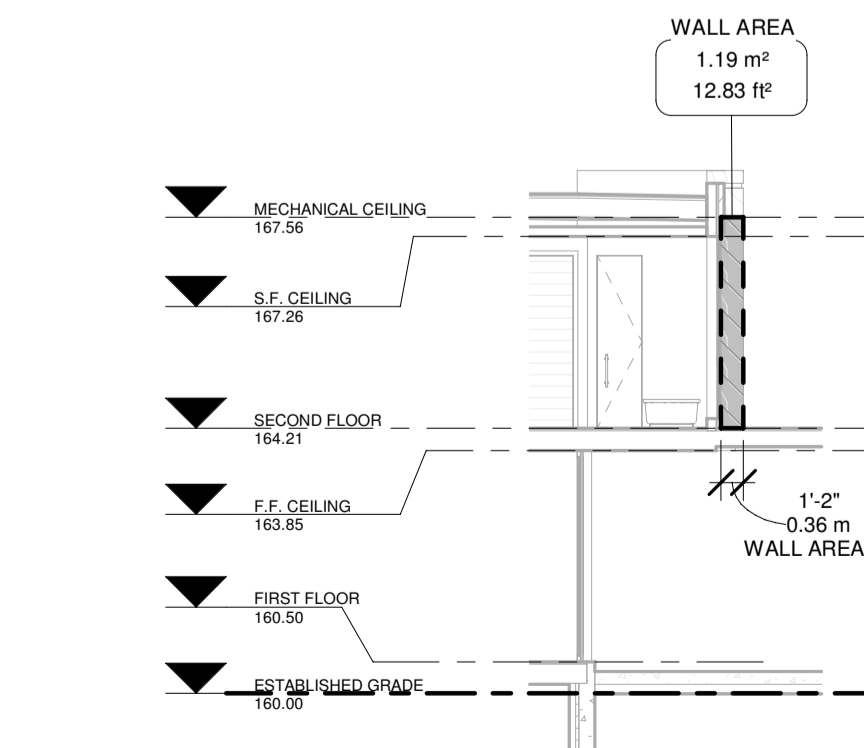 WALL AREA
1.19 m²
12.83 ft²
MECHANICAL CEILING
167.56
S.F. CEILING
167.26
SECOND FLOOR
164.21
F.F. CEILING
163.85
1'-2"
0.36 m
WALL AREA
FIRST FLOOR
160.50
ESTABLISHED GRADE
160.00